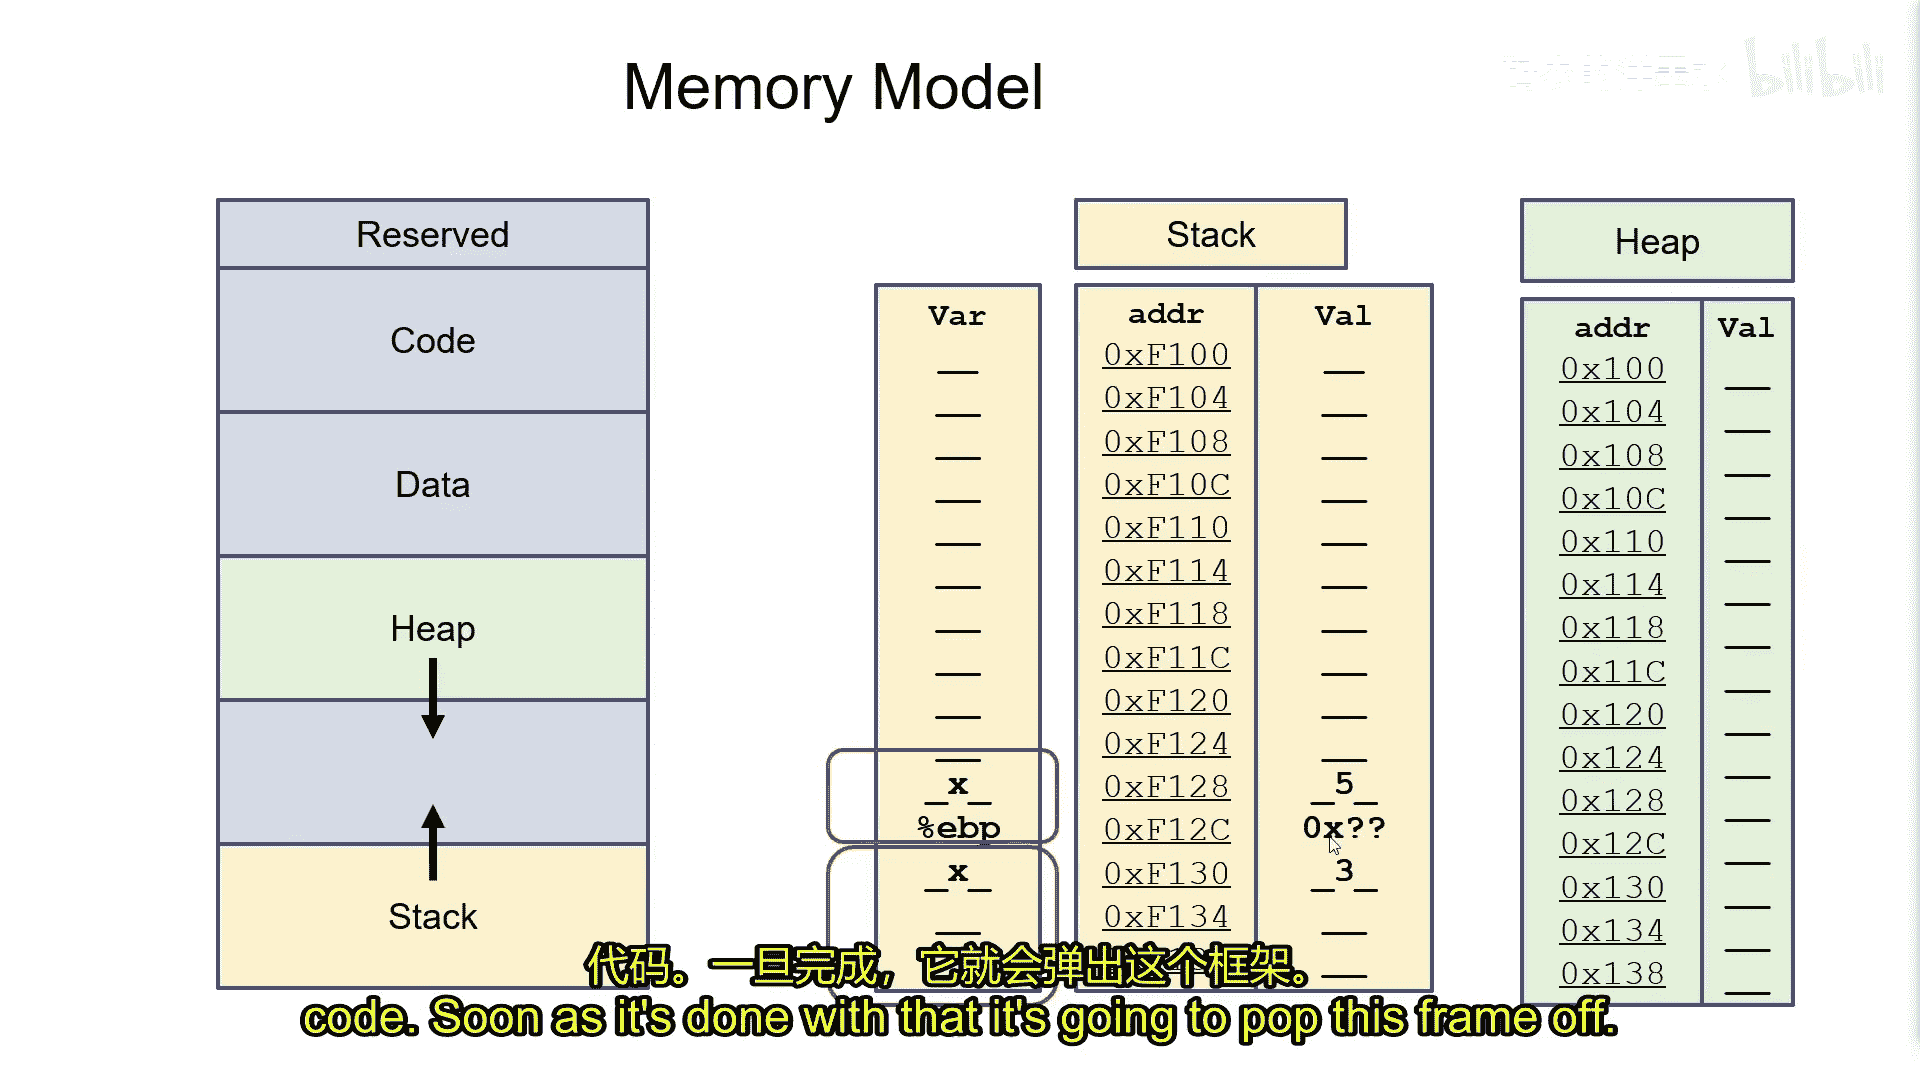 Memory Model
bilibili
Reserved
Code
Data
Heap
Stack
Stack
Var
x
%ebp
x
addr
0xF100
0xF104
0xF108
0xF10C
0xF110
0xF114
0xF118
0xF11C
0xF120
0xF124
0xF128
0xF12C
0xF130
0xF134
Val
5
0x??
3
Heap
addr
0x100
0x104
0x108
0x10C
0x110
0x114
0x118
0x11C
0x120
0x124
0x128
0x12C
0x130
0x134
0x138
Val
代码。一旦完成，它就会弹出这个框架。
code. Soon as it's done with that it's going to pop this frame off.